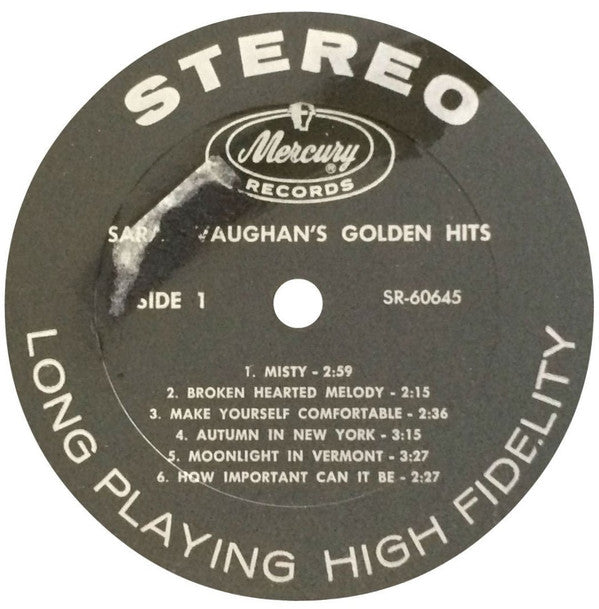 STEREO
Mercury
®
RECORDS
VAUGHAN'S GOLDEN HITS
SIDE 1
SR-60645
1. MISTY - 2:59
2. BROKEN HEARTED MELODY - 2:15
3. MAKE YOURSELF COMFORTABLE - 2:36
4. AUTUMN IN NEW YORK - 3:15
5. MOONLIGHT IN VERMONT - 3:27
6. HOW IMPORTANT CAN IT BE - 2:27
LONG PLAYING HIGH FIDELITY